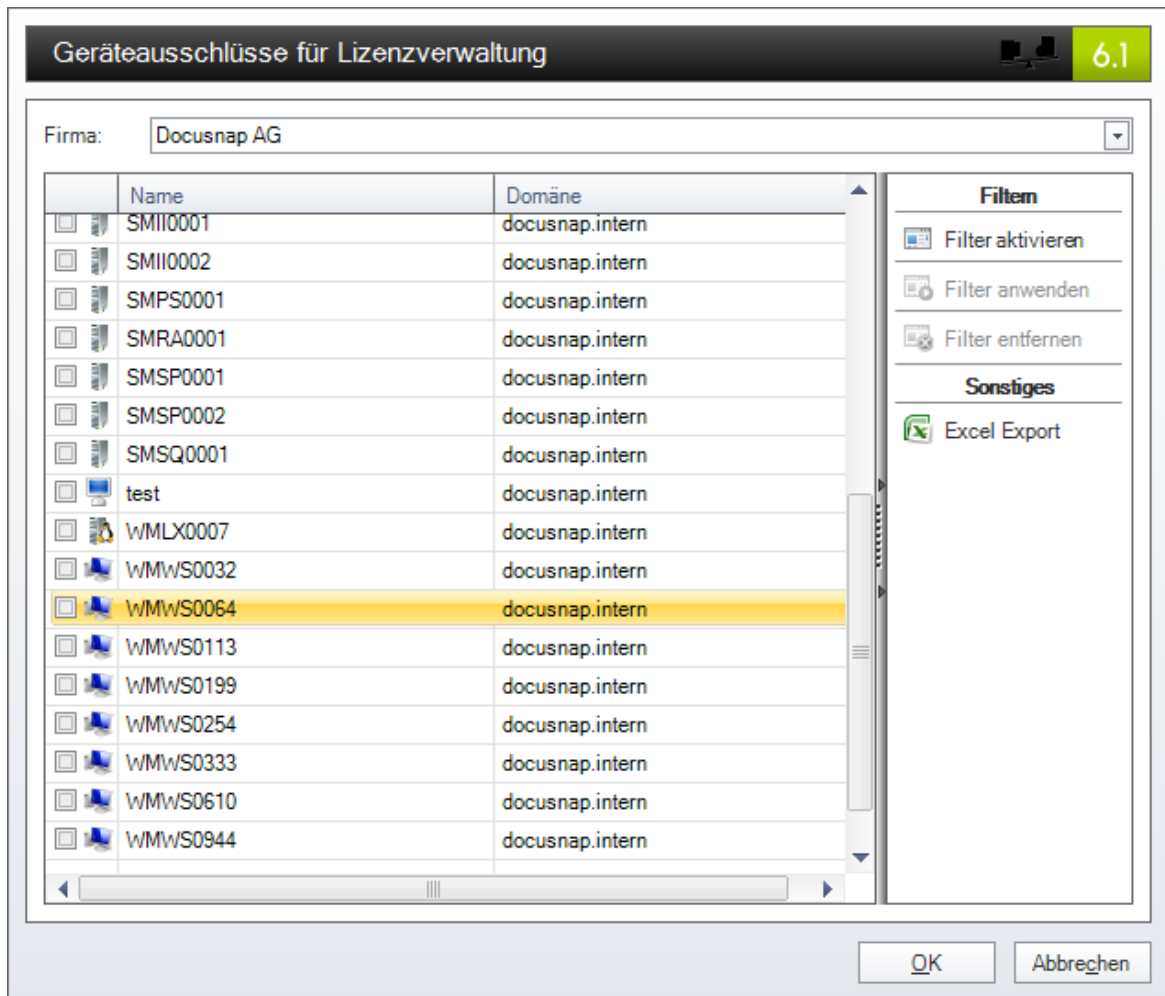 Geräteausschlüsse für Lizenzverwaltung
6.1
Firma: Docusnap AG
Name Domäne
SMII0001 docusnap.intern
SMII0002 docusnap.intern
SMPS0001 docusnap.intern
SMRA0001 docusnap.intern
SMSP0001 docusnap.intern
SMSP0002 docusnap.intern
SMSQ0001 docusnap.intern
test docusnap.intern
WMLX0007 docusnap.intern
WMWS0032 docusnap.intern
WMWS0064 docusnap.intern
WMWS0113 docusnap.intern
WMWS0199 docusnap.intern
WMWS0254 docusnap.intern
WMWS0333 docusnap.intern
WMWS0610 docusnap.intern
WMWS0944 docusnap.intern
Filtern
Filter aktivieren
Filter anwenden
Filter entfernen
Sonstiges
Excel Export
OK Abbrechen